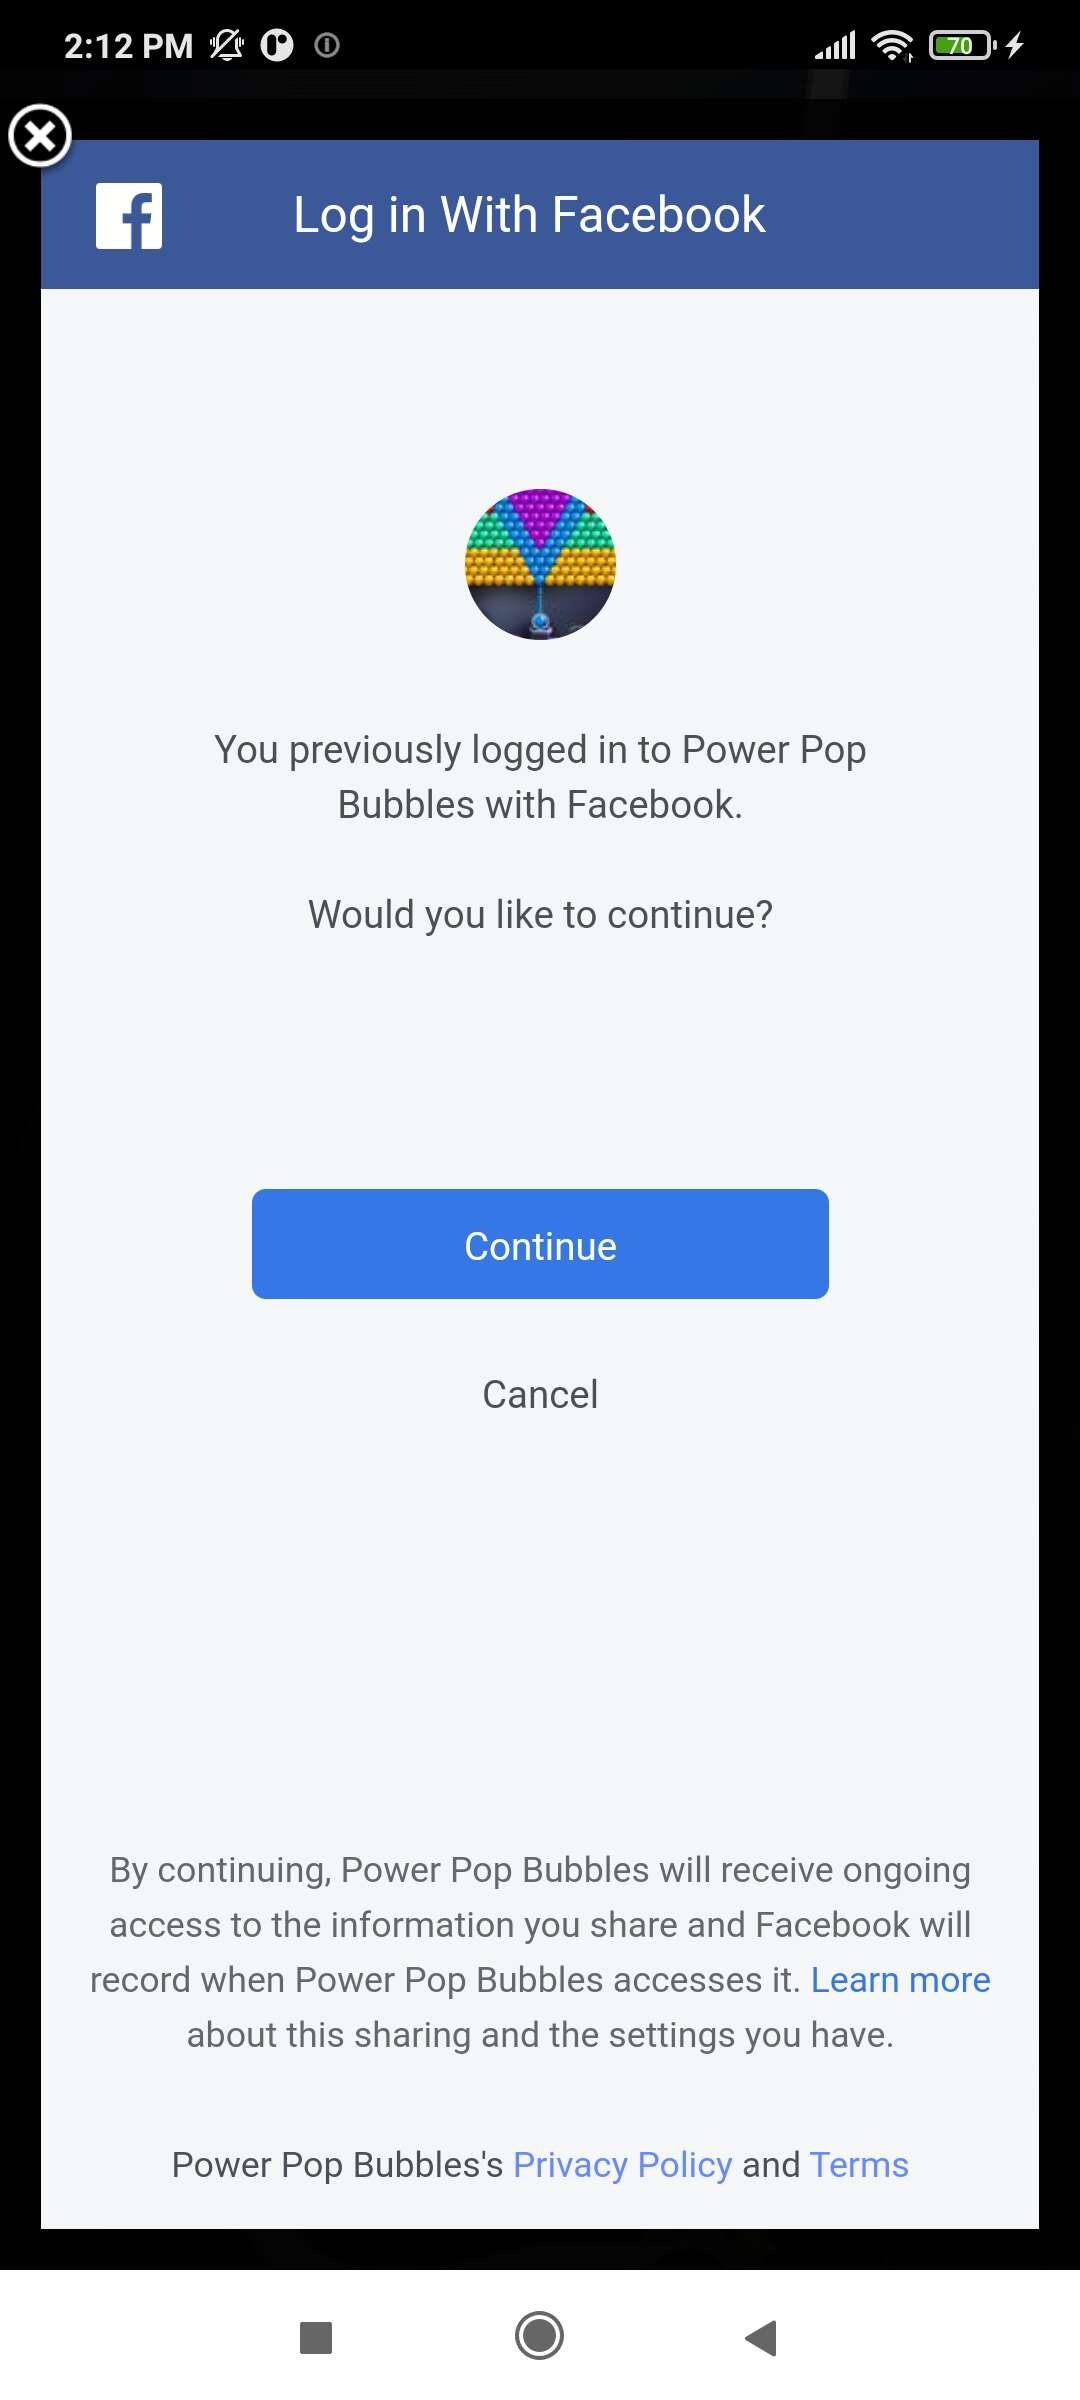 2:12 PM
70
Log in With Facebook
You previously logged in to Power Pop
Bubbles with Facebook.
Would you like to continue?
Continue
Cancel
By continuing, Power Pop Bubbles will receive ongoing
access to the information you share and Facebook will
record when Power Pop Bubbles accesses it. Learn more
about this sharing and the settings you have.
Power Pop Bubbles's Privacy Policy and Terms